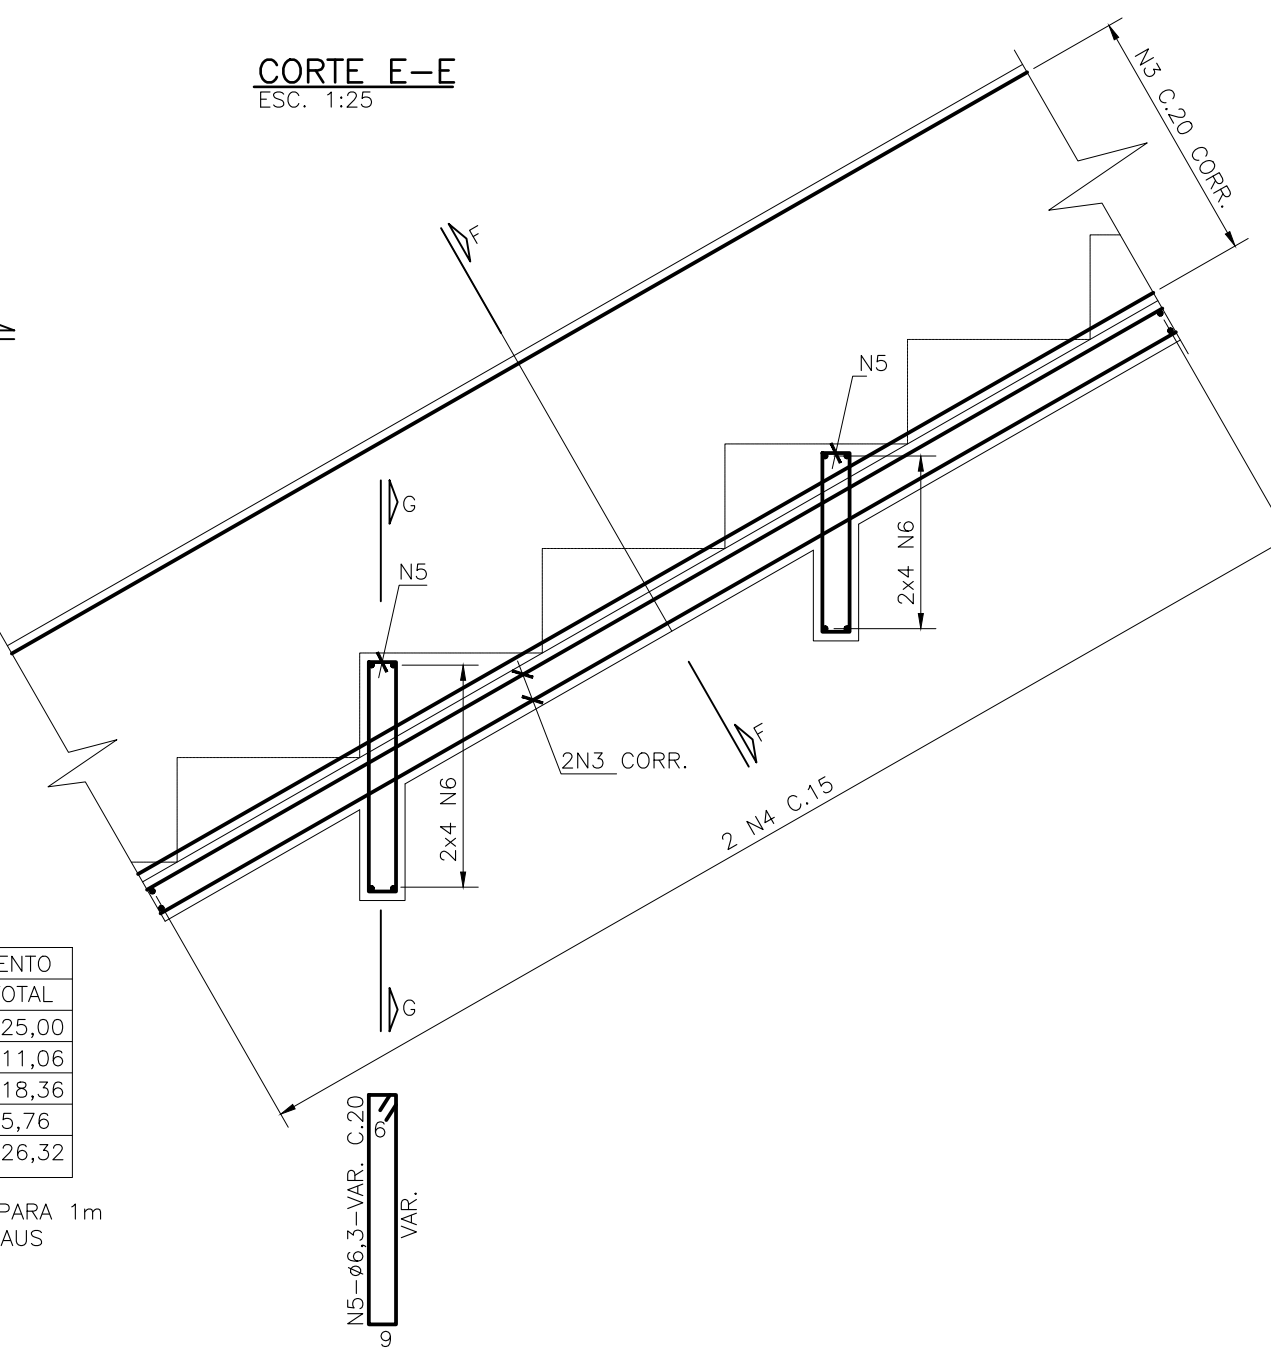 CORTE E-E
ESC. 1:25
N3 C.20 CORR.
F
N5
G
N5
2x4 N6
2N3 CORR.
F
2x4 N6
2 N4 C.15
ENTO
OTAL
25,00
11,06
18,36
5,76
26,32
PARA 1m
AUS
G
N5-ø6,3-VAR. C.20
6
VAR.
9